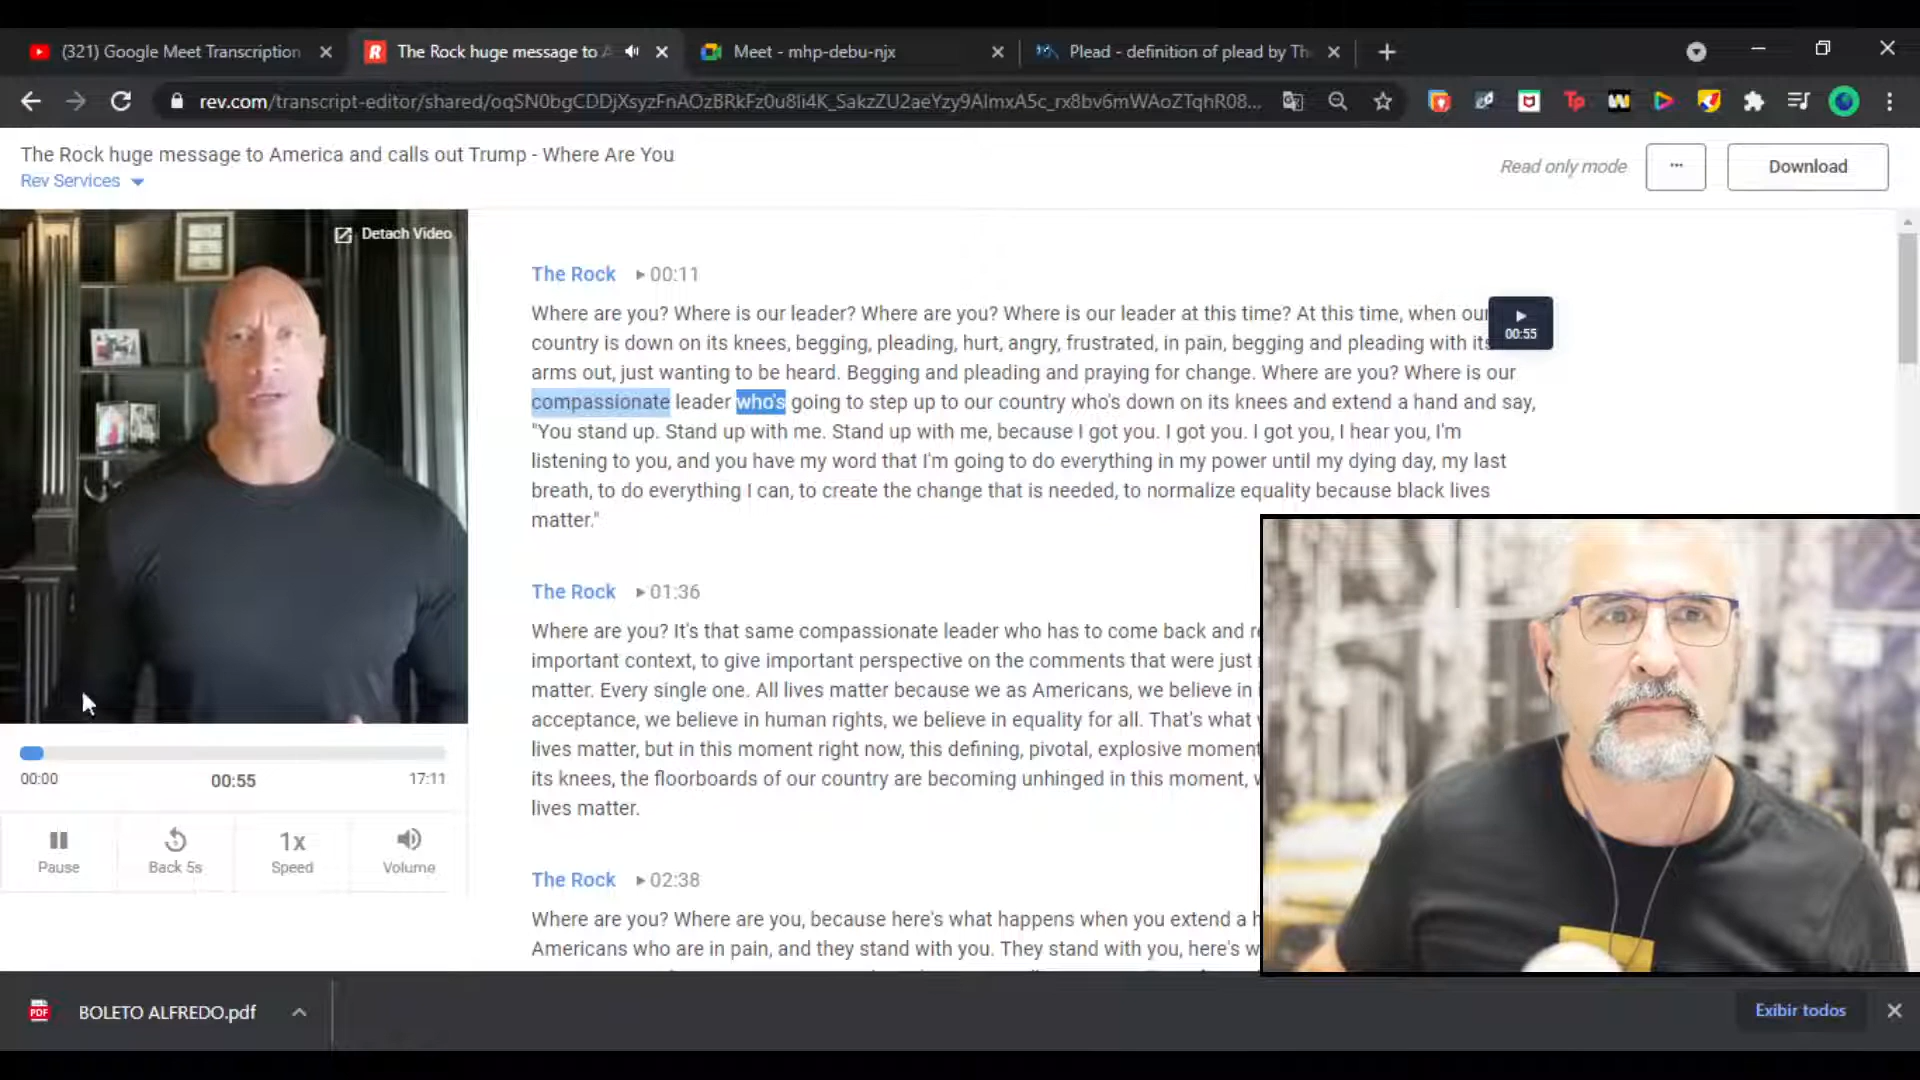 (321) Google Meet Transcription
The Rock huge message to A
Meet - mhp-debu-njx
Plead - definition of plead by Th
rev.com/transcript-editor/shared/oqSN0bgCDDjXsyzFnAOzBRkFz0u8li4K_SakzZU2aeYzy9AlmxA5c_rx8bv6mWAoZTqhR08...
The Rock huge message to America and calls out Trump - Where Are You
Rev Services
Read only mode
...
Download
Detach Video
The Rock 00:11
Where are you? Where is our leader? Where are you? Where is our leader at this time? At this time, when our
country is down on its knees, begging, pleading, hurt, angry, frustrated, in pain, begging and pleading with its
arms out, just wanting to be heard. Begging and pleading and praying for change. Where are you? Where is our
compassionate leader who's going to step up to our country who's down on its knees and extend a hand and say,
"You stand up. Stand up with me. Stand up with me, because I got you. I got you. I got you, I hear you, I'm
listening to you, and you have my word that I'm going to do everything in my power until my dying day, my last
breath, to do everything I can, to create the change that is needed, to normalize equality because black lives
matter."
00:55
The Rock 01:36
Where are you? It's that same compassionate leader who has to come back and r
important context, to give important perspective on the comments that were just
matter. Every single one. All lives matter because we as Americans, we believe in
acceptance, we believe in human rights, we believe in equality for all. That's what
lives matter, but in this moment right now, this defining, pivotal, explosive moment
its knees, the floorboards of our country are becoming unhinged in this moment,
lives matter.
The Rock 02:38
Where are you? Where are you, because here's what happens when you extend a h
Americans who are in pain, and they stand with you. They stand with you, here's w
00:00
00:55
17:11
Pause
Back 5s
1x
Speed
Volume
PDF
BOLETO ALFREDO.pdf
Exibir todos